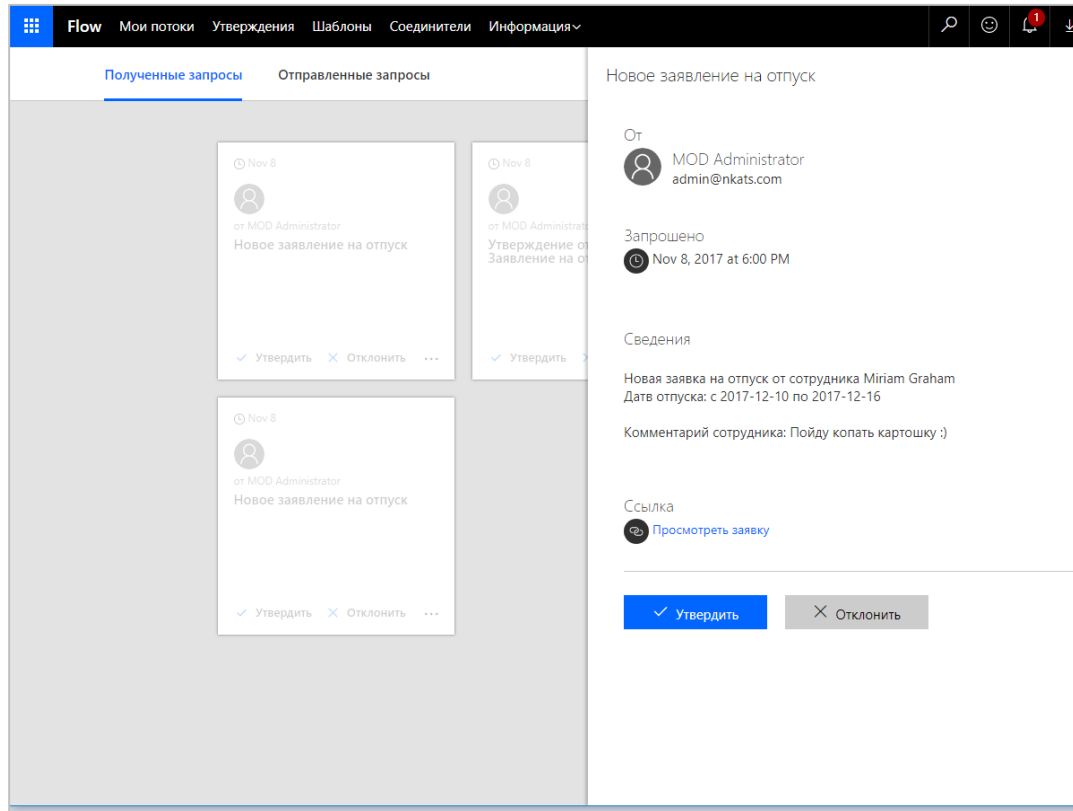 Flow Мои потоки Утверждения Шаблоны Соединители Информация
1
Полученные запросы Отправленные запросы
Nov 8
от MOD Administrator
Новое заявление на отпуск
Утвердить Отклонить ...
Nov 8
от MOD Administrat
Утверждение от
Заявление на от
Утвердить
Nov 8
от MOD Administrator
Новое заявление на отпуск
Утвердить Отклонить ...
Новое заявление на отпуск
От
MOD Administrator
admin@nkats.com
Запрошено
Nov 8, 2017 at 6:00 PM
Сведения
Новая заявка на отпуск от сотрудника Miriam Graham
Датв отпуска: с 2017-12-10 по 2017-12-16
Комментарий сотрудника: Пойду копать картошку :)
Ссылка
Просмотреть заявку
Утвердить Отклонить